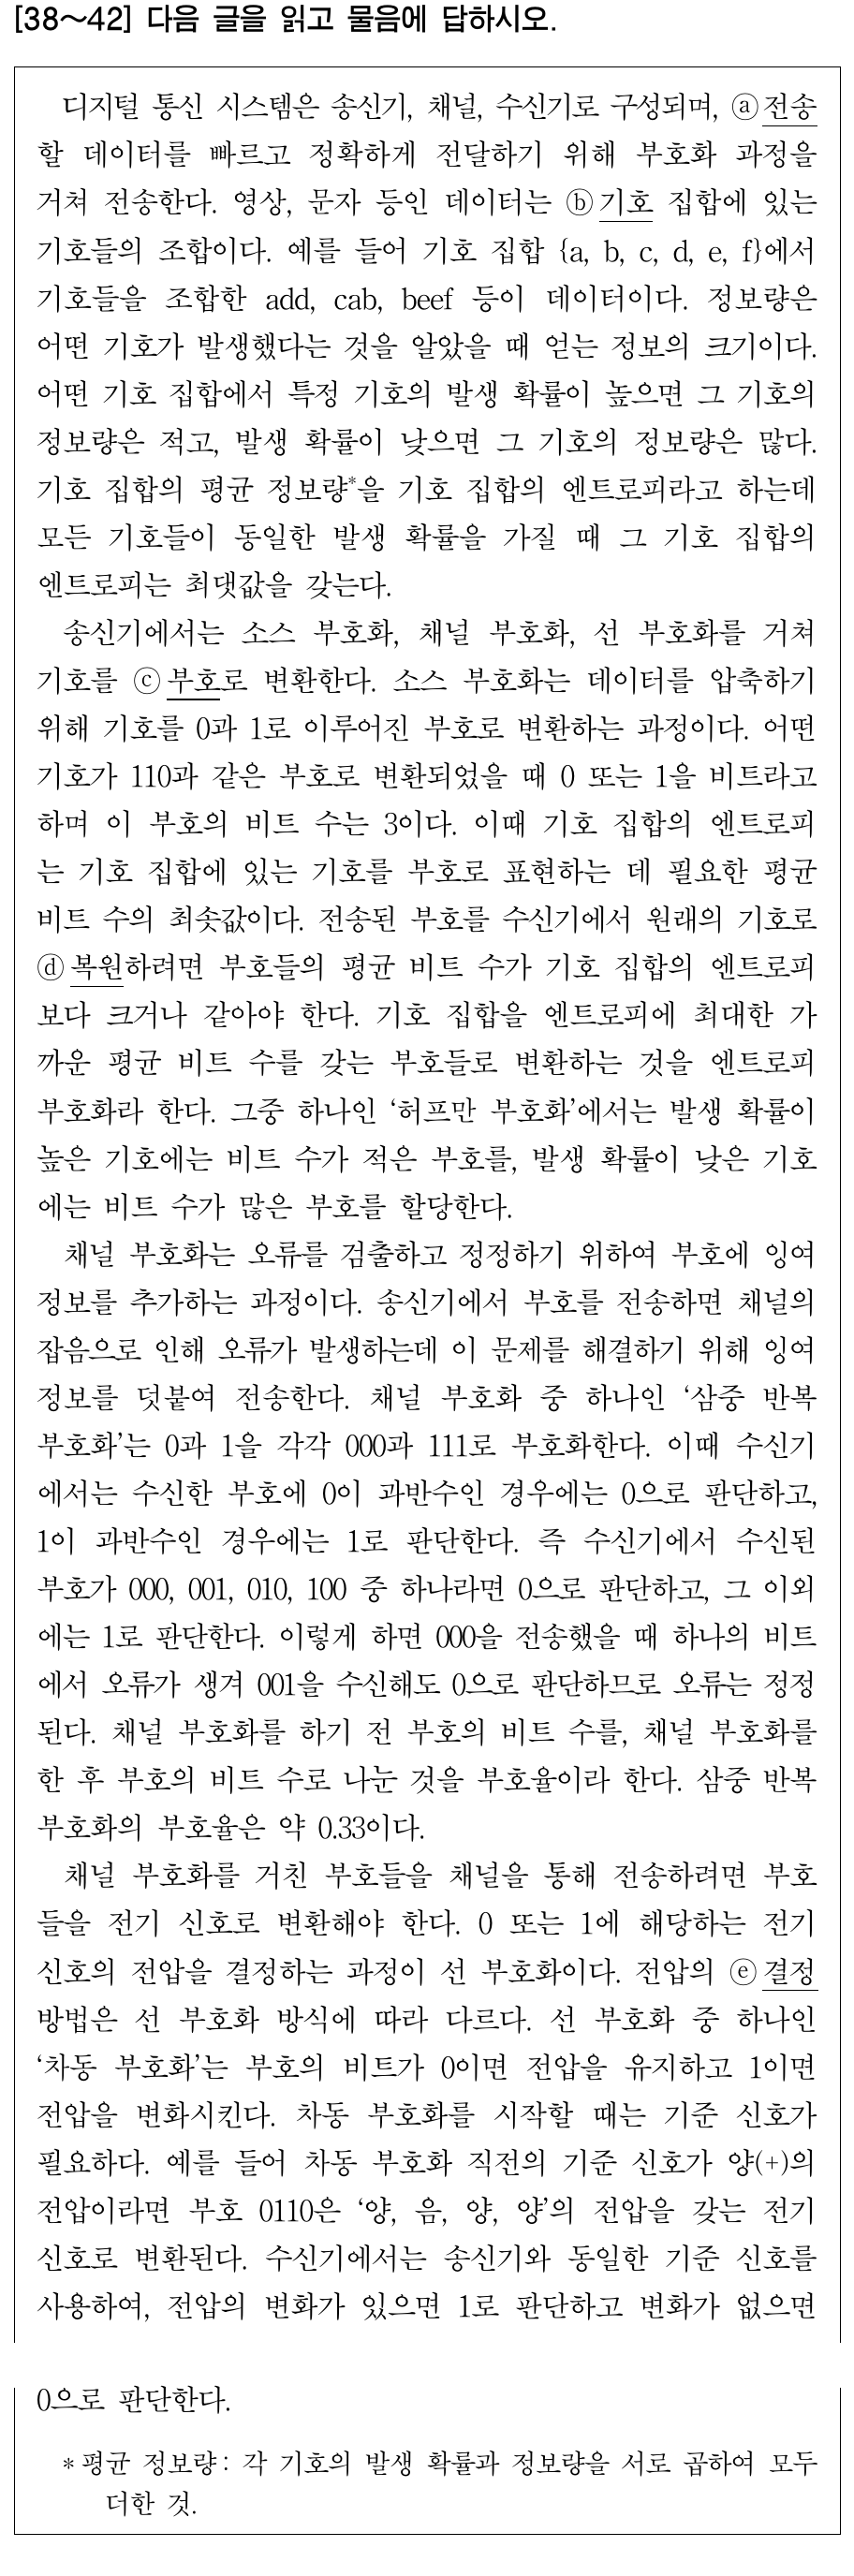 [38～42] 다음 글을 읽고 물음에 답하시오.
디지털 통신 시스템은 송신기, 채널, 수신기로 구성되며, ⓐ전송
할 데이터를 빠르고 정확하게 전달하기 위해 부호화 과정을
거쳐 전송한다. 영상, 문자 등인 데이터는 ⓑ기호 집합에 있는
기호들의 조합이다. 예를 들어 기호 집합 {a, b, c, d, e, f}에서
기호들을 조합한 add, cab, beef 등이 데이터이다. 정보량은
어떤 기호가 발생했다는 것을 알았을 때 얻는 정보의 크기이다.
어떤 기호 집합에서 특정 기호의 발생 확률이 높으면 그 기호의
정보량은 적고, 발생 확률이 낮으면 그 기호의 정보량은 많다.
기호 집합의 평균 정보량*을 기호 집합의 엔트로피라고 하는데
모든 기호들이 동일한 발생 확률을 가질 때 그 기호 집합의
엔트로피는 최댓값을 갖는다.
송신기에서는 소스 부호화, 채널 부호화, 선 부호화를 거쳐
기호를 ⓒ부호로 변환한다. 소스 부호화는 데이터를 압축하기
위해 기호를 0과 1로 이루어진 부호로 변환하는 과정이다. 어떤
기호가 110과 같은 부호로 변환되었을 때 0 또는 1을 비트라고
하며 이 부호의 비트 수는 3이다. 이때 기호 집합의 엔트로피
는 기호 집합에 있는 기호를 부호로 표현하는 데 필요한 평균
비트 수의 최솟값이다. 전송된 부호를 수신기에서 원래의 기호로
ⓓ복원하려면 부호들의 평균 비트 수가 기호 집합의 엔트로피
보다 크거나 같아야 한다. 기호 집합을 엔트로피에 최대한 가
까운 평균 비트 수를 갖는 부호들로 변환하는 것을 엔트로피
부호화라 한다. 그중 하나인 ‘허프만 부호화’에서는 발생 확률이
높은 기호에는 비트 수가 적은 부호를, 발생 확률이 낮은 기호
에는 비트 수가 많은 부호를 할당한다.
채널 부호화는 오류를 검출하고 정정하기 위하여 부호에 잉여
정보를 추가하는 과정이다. 송신기에서 부호를 전송하면 채널의
잡음으로 인해 오류가 발생하는데 이 문제를 해결하기 위해 잉여
정보를 덧붙여 전송한다. 채널 부호화 중 하나인 ‘삼중 반복
부호화’는 0과 1을 각각 000과 111로 부호화한다. 이때 수신기
에서는 수신한 부호에 0이 과반수인 경우에는 0으로 판단하고,
1이 과반수인 경우에는 1로 판단한다. 즉 수신기에서 수신된
부호가 000, 001, 010, 100 중 하나라면 0으로 판단하고, 그 이외
에는 1로 판단한다. 이렇게 하면 000을 전송했을 때 하나의 비트
에서 오류가 생겨 001을 수신해도 0으로 판단하므로 오류는 정정
된다. 채널 부호화를 하기 전 부호의 비트 수를, 채널 부호화를
한 후 부호의 비트 수로 나눈 것을 부호율이라 한다. 삼중 반복
부호화의 부호율은 약 0.33이다.
채널 부호화를 거친 부호들을 채널을 통해 전송하려면 부호
들을 전기 신호로 변환해야 한다. 0 또는 1에 해당하는 전기
신호의 전압을 결정하는 과정이 선 부호화이다. 전압의 ⓔ결정
방법은 선 부호화 방식에 따라 다르다. 선 부호화 중 하나인
‘차동 부호화’는 부호의 비트가 0이면 전압을 유지하고 1이면
전압을 변화시킨다. 차동 부호화를 시작할 때는 기준 신호가
필요하다. 예를 들어 차동 부호화 직전의 기준 신호가 양(+)의
전압이라면 부호 0110은 ‘양, 음, 양, 양’의 전압을 갖는 전기
신호로 변환된다. 수신기에서는 송신기와 동일한 기준 신호를
사용하여, 전압의 변화가 있으면 1로 판단하고 변화가 없으면
0으로 판단한다.
* 평균 정보량 : 각 기호의 발생 확률과 정보량을 서로 곱하여 모두
더한 것.